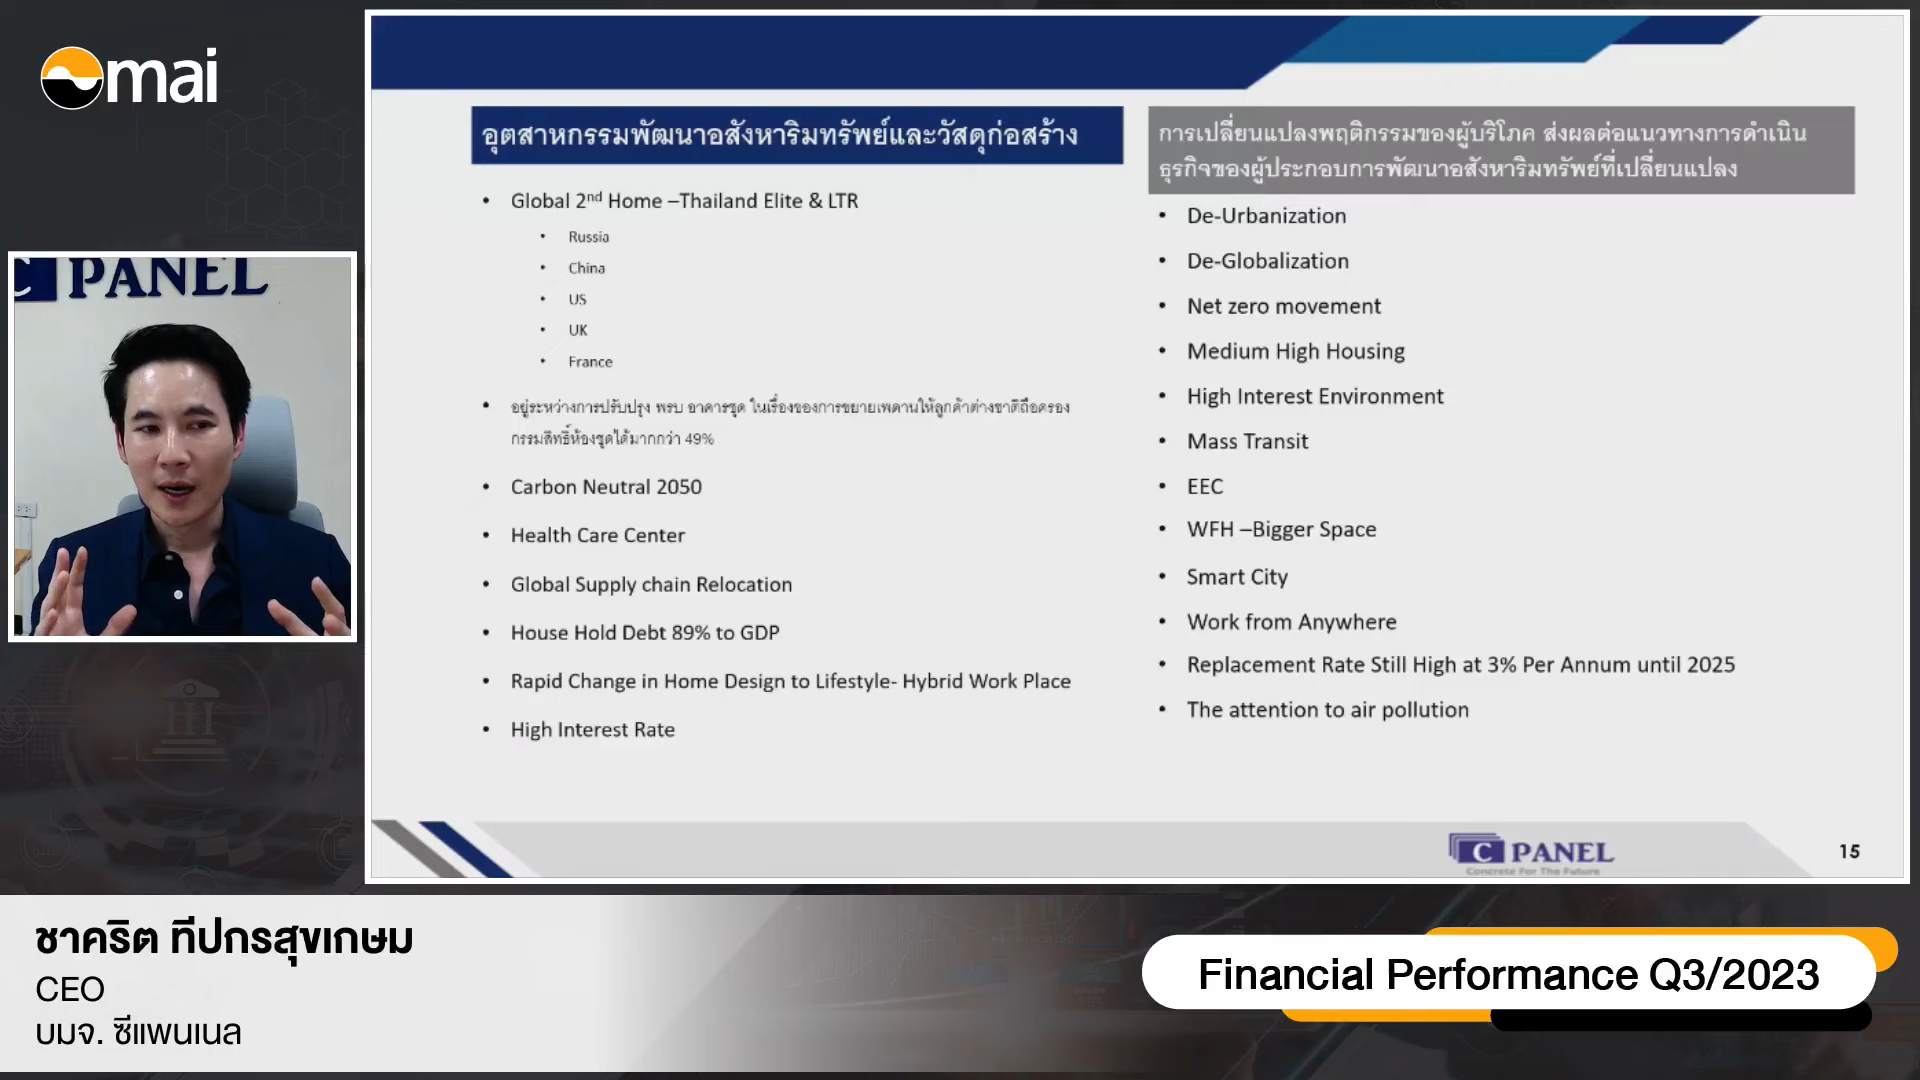 mai
C PANEL
อุตสาหกรรมพัฒนาอสังหาริมทรัพย์และวัสดุก่อสร้าง
• Global 2nd Home –Thailand Elite & LTR
• Russia
• China
• US
• UK
• France
• อยู่ระหว่างการปรับปรุง พรบ อาคารชุด ในเรื่องของการขยายเพดานให้ลูกค้าต่างชาติถือครอง
กรรมสิทธิ์ห้องชุดได้มากกว่า 49%
• Carbon Neutral 2050
• Health Care Center
• Global Supply chain Relocation
• House Hold Debt 89% to GDP
• Rapid Change in Home Design to Lifestyle- Hybrid Work Place
• High Interest Rate
การเปลี่ยนแปลงพฤติกรรมของผู้บริโภค ส่งผลต่อแนวทางการดำเนิน
ธุรกิจของผู้ประกอบการพัฒนาอสังหาริมทรัพย์ที่เปลี่ยนแปลง
• De-Urbanization
• De-Globalization
• Net zero movement
• Medium High Housing
• High Interest Environment
• Mass Transit
• EEC
• WFH –Bigger Space
• Smart City
• Work from Anywhere
• Replacement Rate Still High at 3% Per Annum until 2025
• The attention to air pollution
C PANEL
Concrete For The Future
15
ชาคริต ทีปกรสุขเกษม
CEO
บมจ. ซีแพนเนล
Financial Performance Q3/2023